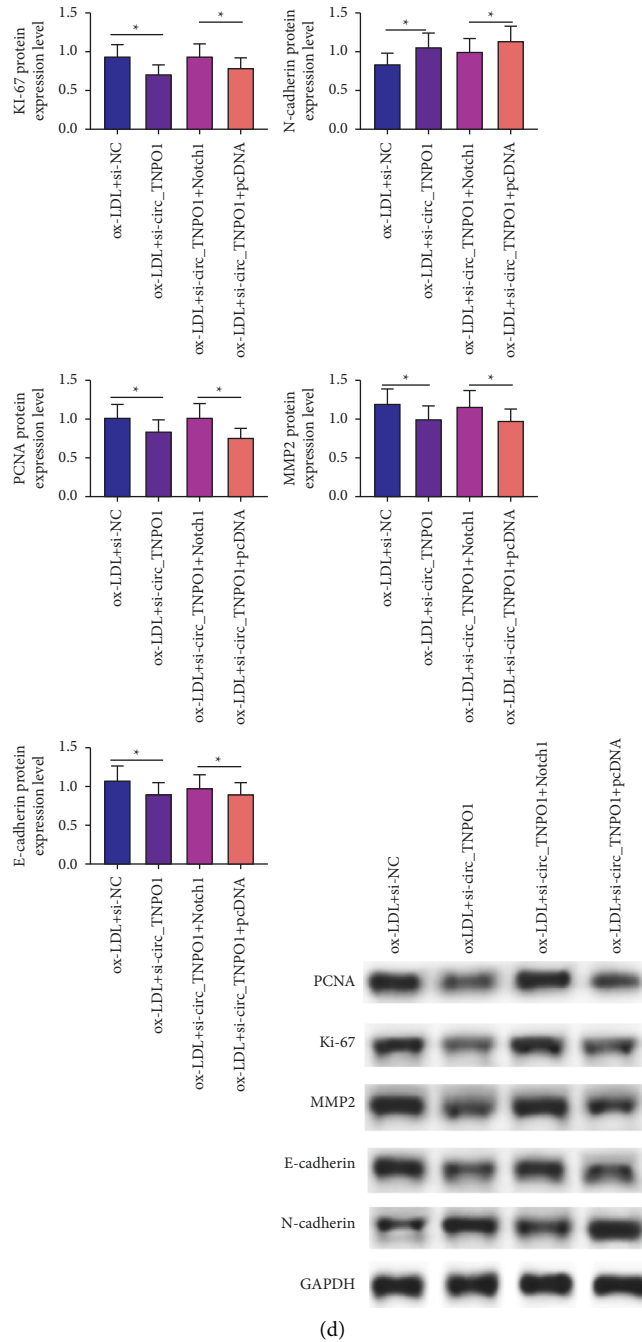 KI-67 protein
expression level
1.5
1.0
0.5
0.0
*
*
ox-LDL+si-NC
ox-LDL+si-circ_TNPO1
ox-LDL+si-circ_TNPO1+Notch1
ox-LDL+si-circ_TNPO1+pcDNA
N-cadherin protein
expression level
1.5
1.0
0.5
0.0
*
*
ox-LDL+si-NC
ox-LDL+si-circ_TNPO1
ox-LDL+si-circ_TNPO1+Notch1
ox-LDL+si-circ_TNPO1+pcDNA
PCNA protein
expression level
1.5
1.0
0.5
0.0
*
*
ox-LDL+si-NC
ox-LDL+si-circ_TNPO1
ox-LDL+si-circ_TNPO1+Notch1
ox-LDL+si-circ_TNPO1+pcDNA
MMP2 protein
expression level
1.5
1.0
0.5
0.0
*
*
ox-LDL+si-NC
ox-LDL+si-circ_TNPO1
ox-LDL+si-circ_TNPO1+Notch1
ox-LDL+si-circ_TNPO1+pcDNA
E-cadherin protein
expression level
1.5
1.0
0.5
0.0
*
*
ox-LDL+si-NC
ox-LDL+si-circ_TNPO1
ox-LDL+si-circ_TNPO1+Notch1
ox-LDL+si-circ_TNPO1+pcDNA
ox-LDL+si-NC
oxLDL+si-circ_TNPO1
ox-LDL+si-circ_TNPO1+Notch1
ox-LDL+si-circ_TNPO1+pcDNA
PCNA
Ki-67
MMP2
E-cadherin
N-cadherin
GAPDH
(d)